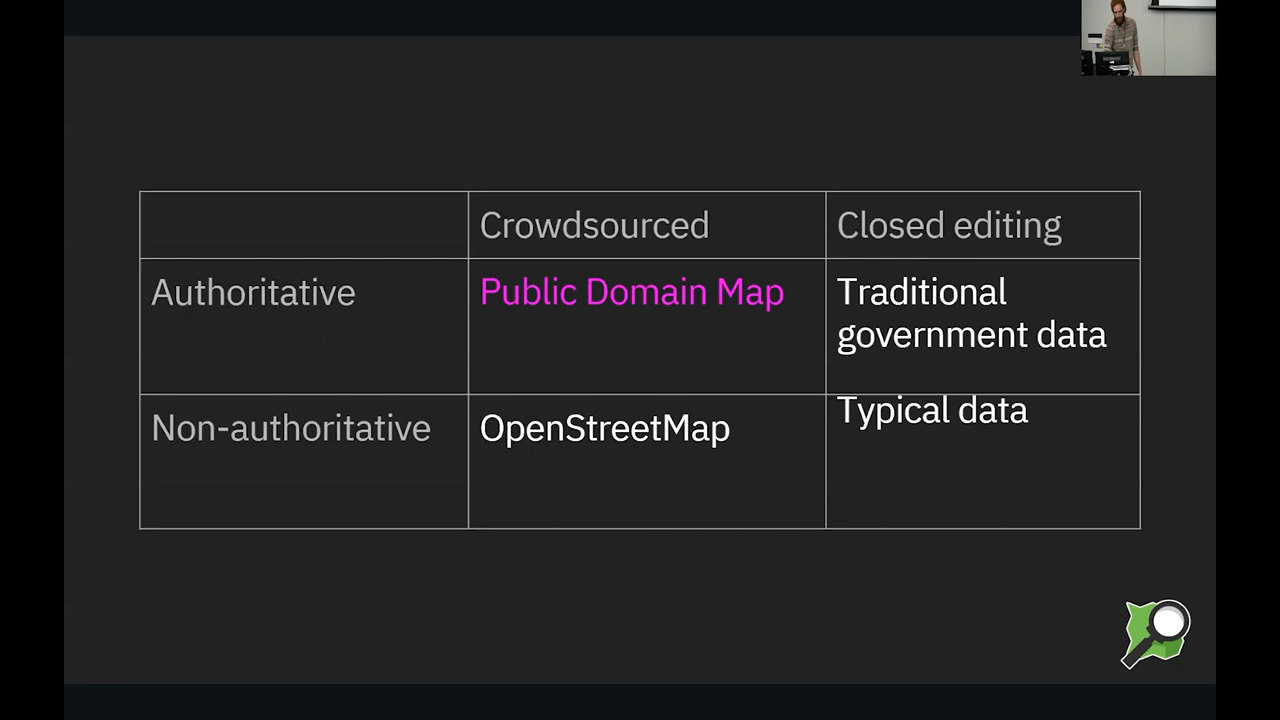 Crowdsourced
Closed editing
Authoritative
Public Domain Map
Traditional
government data
Non-authoritative
OpenStreetMap
Typical data